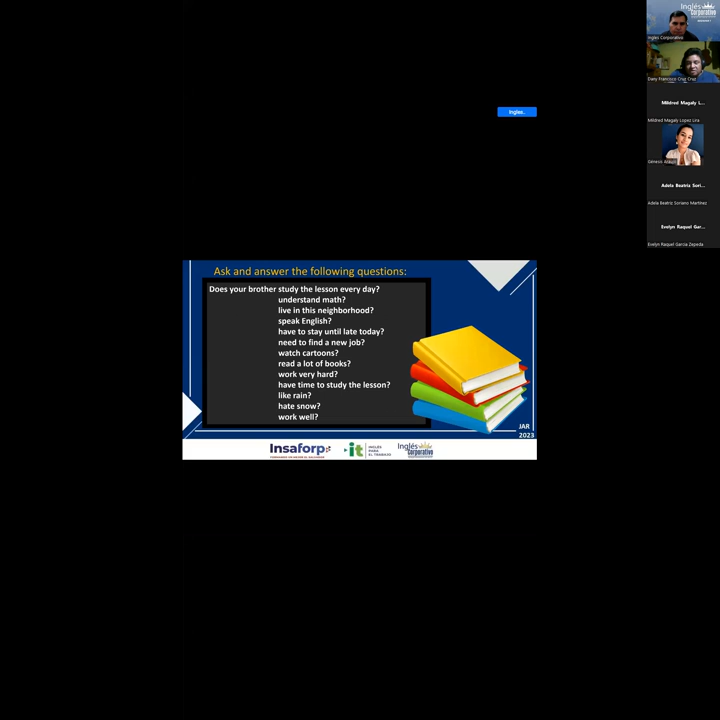 Inglés
Corporativo
Inglés Corporativo
Dany Francisco Cruz Cruz
Ingles.
Mildred Magaly L...
Mildred Magaly Lopez Lira
Génesis
Adela Beatriz Sori...
Adela Beatriz Soriano Martínez
Evelyn Raquel Gar...
Evelyn Raquel Garcia Zepeda
Ask and answer the following questions:
Does your brother study the lesson every day?
understand math?
live in this neighborhood?
speak English?
have to stay until late today?
need to find a new job?
watch cartoons?
read a lot of books?
work very hard?
have time to study the lesson?
like rain?
hate snow?
work well?
JAR
2023
Insaforp
it
INGLÉS
PARA
EL TRABAJO
Inglés
Corporativo